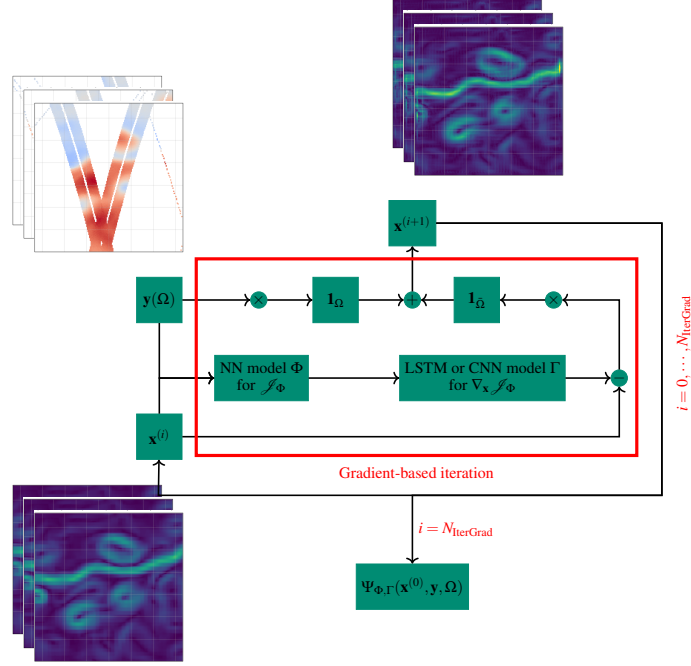 𝐱⁽ⁱ⁺¹⁾
𝐲(Ω)
×
𝟏_Ω
+
𝟏_Ω̄
×
NN model Φ
for 𝒥_Φ
LSTM or CNN model Γ
for ∇_𝐱 𝒥_Φ
−
𝐱⁽ⁱ⁾
i = 0, ⋯ , N_IterGrad
Gradient-based iteration
i = N_IterGrad
Ψ_Φ,Γ(𝐱⁽⁰⁾, 𝐲, Ω)